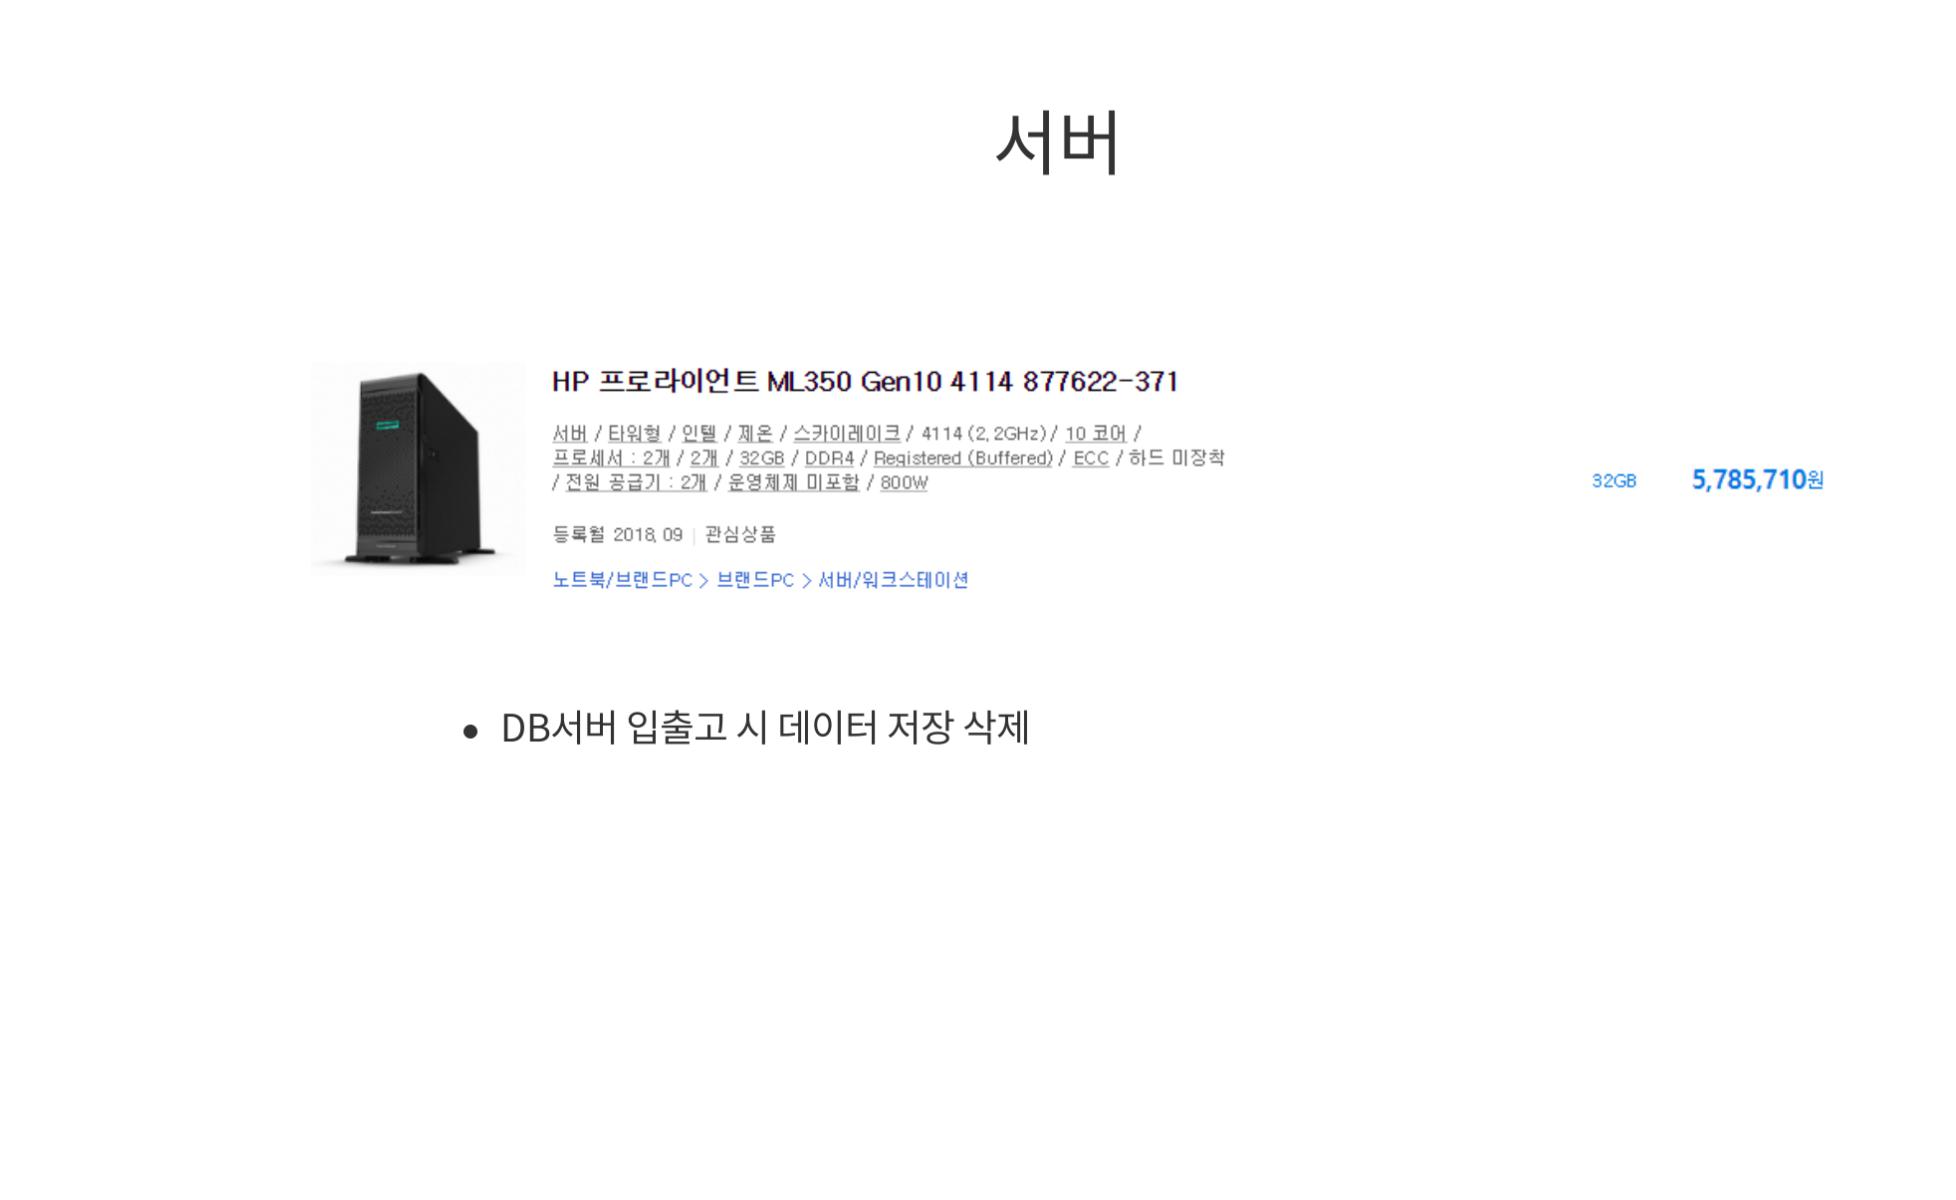 서버
HP 프로라이언트 ML350 Gen10 4114 877622-371
서버 / 타워형 / 인텔 / 제온 / 스카이레이크 / 4114 (2.2GHz) / 10 코어 /
프로세서 : 2개 / 2개 / 32GB / DDR4 / Registered (Buffered) / ECC / 하드 미장착
/ 전원 공급기 : 2개 / 운영체제 미포함 / 800W
32GB 5,785,710원
등록월 2018.09 | 관심상품
노트북/브랜드PC > 브랜드PC > 서버/워크스테이션
• DB서버 입출고 시 데이터 저장 삭제